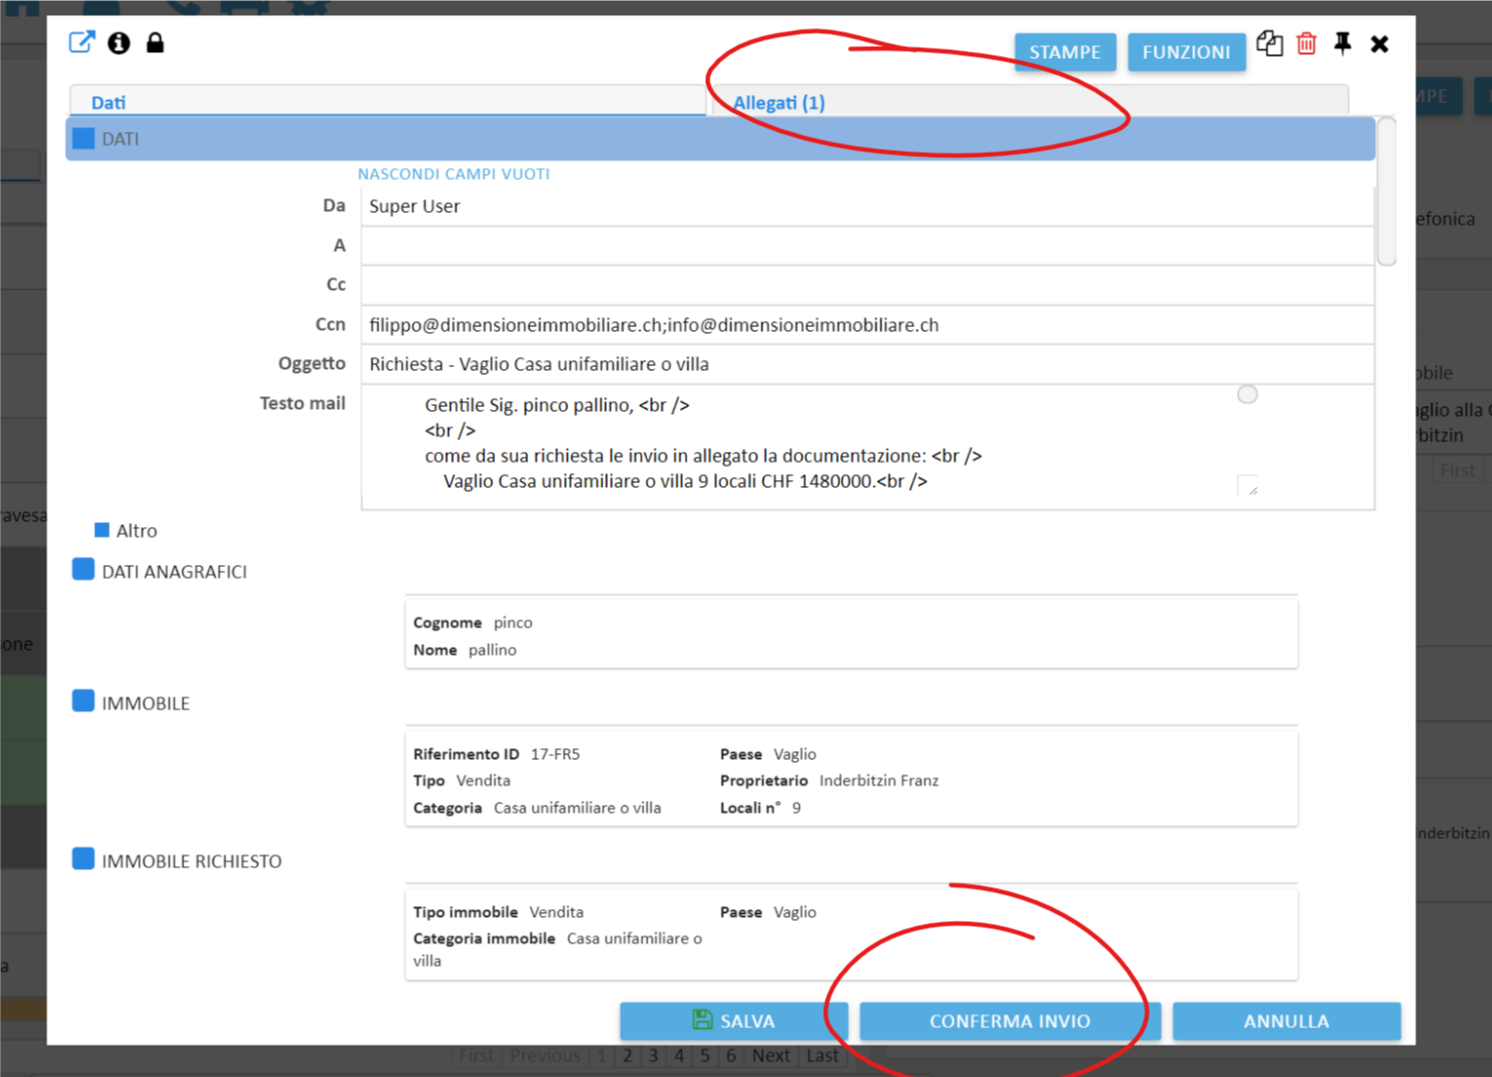 STAMPE FUNZIONI
Dati Allegati (1)
MPE
DATI
NASCONDI CAMPI VUOTI
Da Super User
efonica
A
Cc
Ccn filippo@dimensioneimmobiliare.ch;info@dimensioneimmobiliare.ch
Oggetto Richiesta - Vaglio Casa unifamiliare o villa
obile
Testo mail Gentile Sig. pinco pallino, <br />
aglio alla
<br />
rbitzin
come da sua richiesta le invio in allegato la documentazione: <br />
First
Vaglio Casa unifamiliare o villa 9 locali CHF 1480000.<br />
ravesa
Altro
DATI ANAGRAFICI
Cognome pinco
one
Nome pallino
IMMOBILE
Riferimento ID 17-FR5 Paese Vaglio
Tipo Vendita Proprietario Inderbitzin Franz
Categoria Casa unifamiliare o villa Locali n° 9
nderbitzin
IMMOBILE RICHIESTO
Tipo immobile Vendita Paese Vaglio
Categoria immobile Casa unifamiliare o
villa
a
SALVA CONFERMA INVIO ANNULLA
First Previous 1 2 3 4 5 6 Next Last